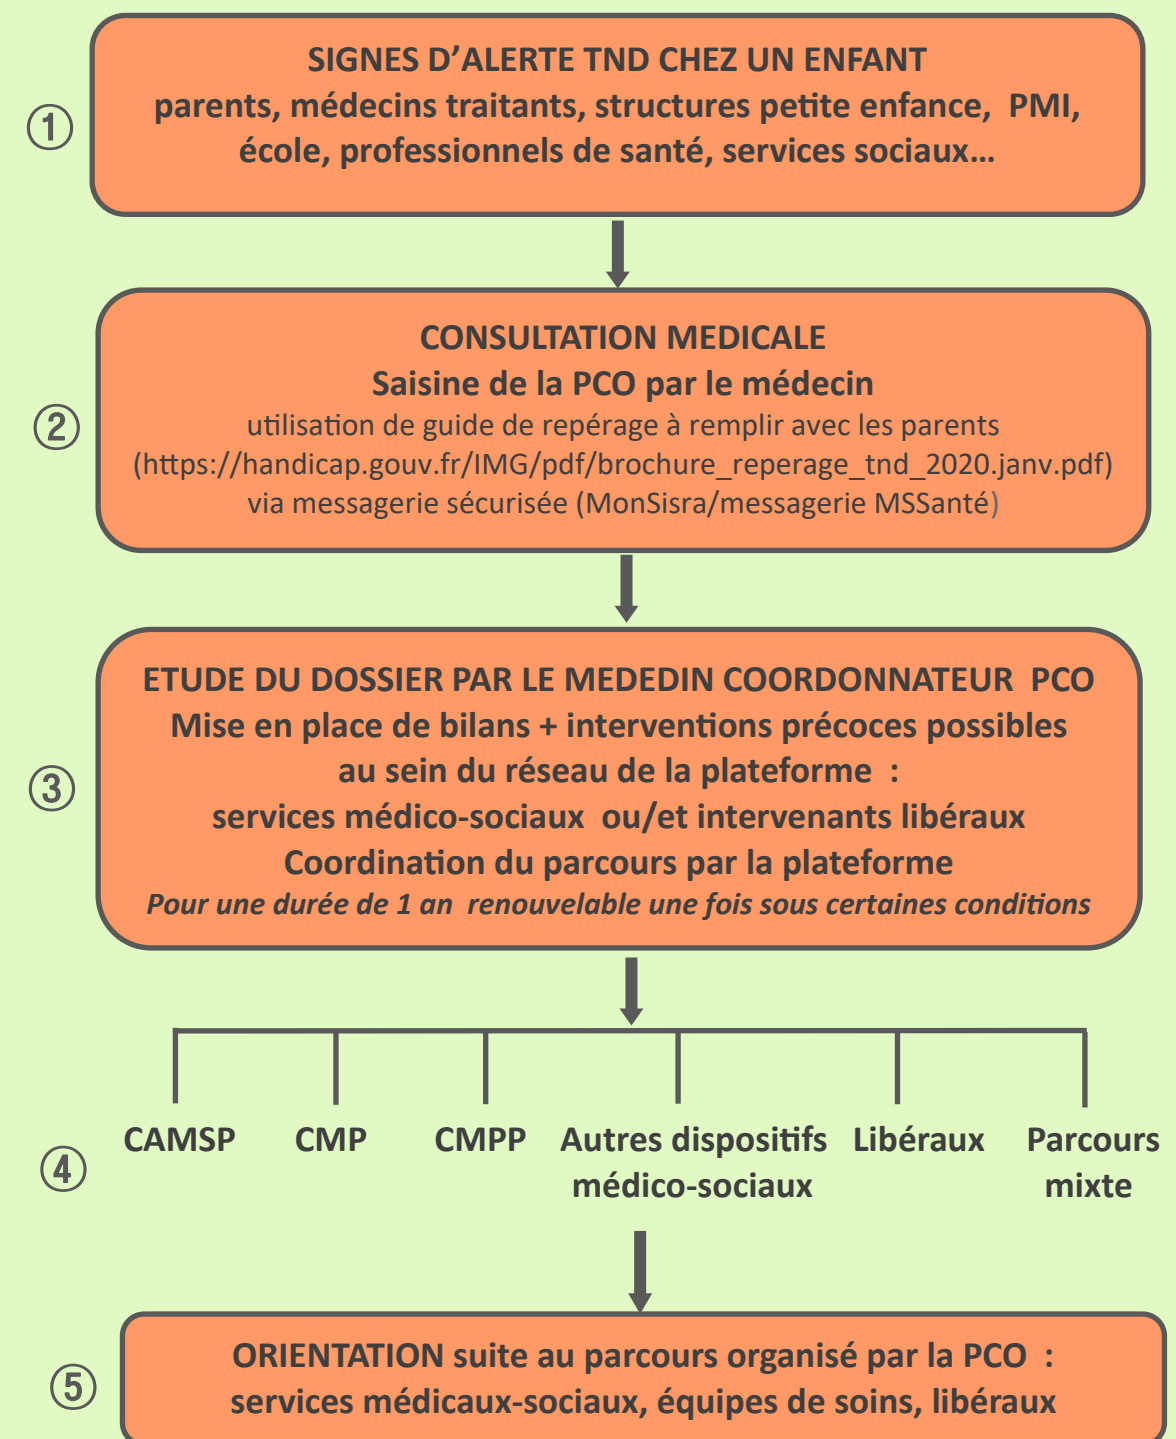 SIGNES D'ALERTE TND CHEZ UN ENFANT
parents, médecins traitants, structures petite enfance, PMI,
①
école, professionnels de santé, services sociaux...
CONSULTATION MEDICALE
Saisine de la PCO par le médecin
②
utilisation de guide de repérage à remplir avec les parents
(https://handicap.gouv.fr/IMG/pdf/brochure_reperage_tnd_2020.janv.pdf)
via messagerie sécurisée (MonSisra/messagerie MSSanté)
ETUDE DU DOSSIER PAR LE MEDEDIN COORDONNATEUR PCO
Mise en place de bilans + interventions précoces possibles
au sein du réseau de la plateforme :
③
services médico-sociaux ou/et intervenants libéraux
Coordination du parcours par la plateforme
Pour une durée de 1 an renouvelable une fois sous certaines conditions
④
CAMSP
CMP
CMPP
Autres dispositifs
médico-sociaux
Libéraux
Parcours
mixte
ORIENTATION suite au parcours organisé par la PCO :
⑤
services médicaux-sociaux, équipes de soins, libéraux